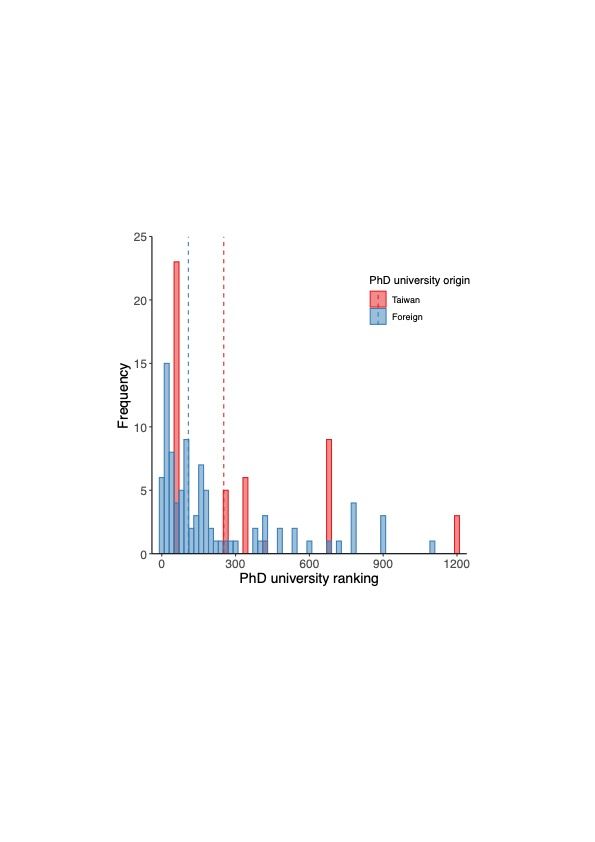 25
20
15
10
5
0
Frequency
PhD university origin
Taiwan
Foreign
0 300 600 900 1200
PhD university ranking